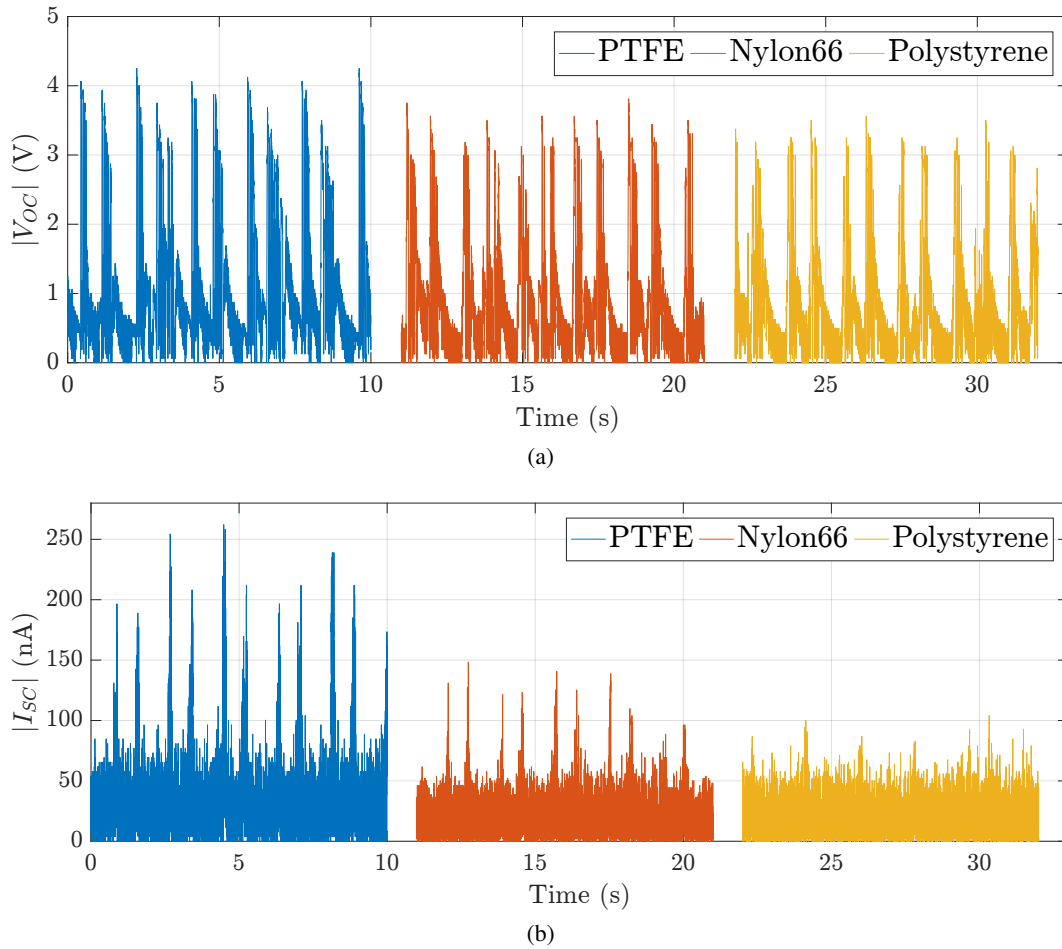 5
4
3
2
1
0
|V_OC| (V)
PTFE Nylon66 Polystyrene
0 5 10 15 20 25 30
Time (s)
(a)
250
200
150
100
50
0
|I_SC| (nA)
PTFE Nylon66 Polystyrene
0 5 10 15 20 25 30
Time (s)
(b)